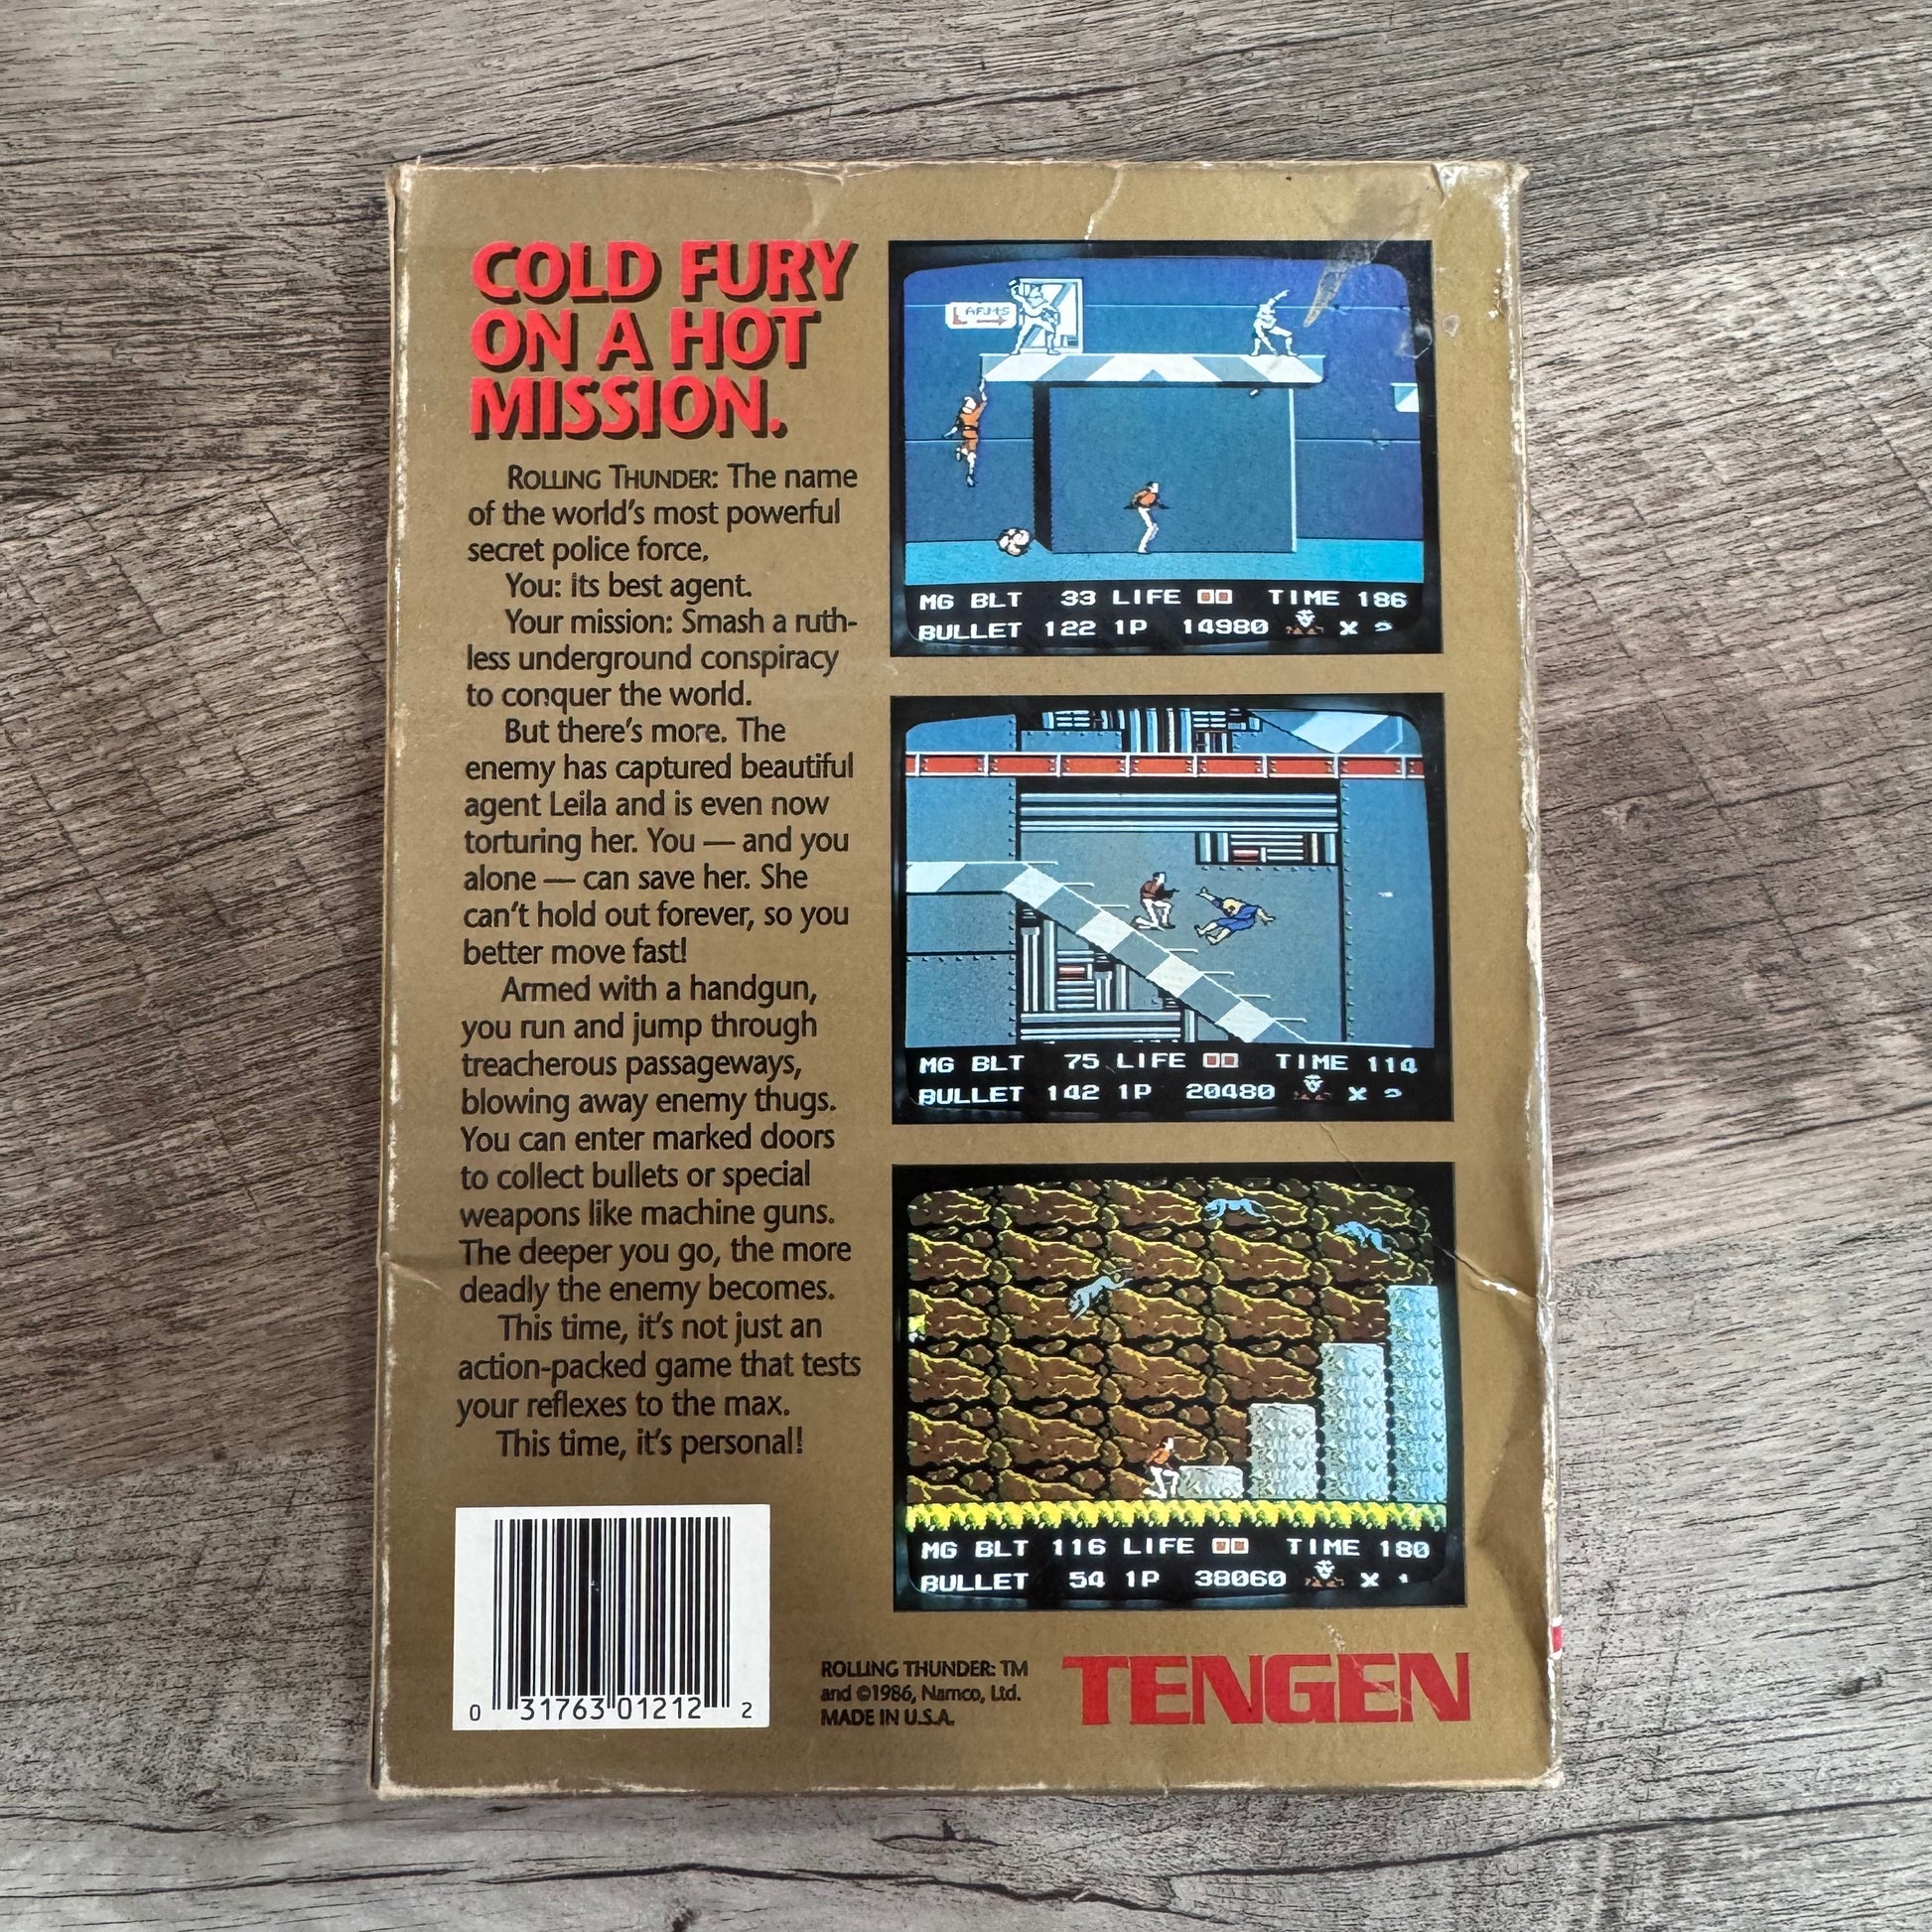 COLD FURY
ON A HOT
MISSION.
ROLLING THUNDER: The name
of the world's most powerful
secret police force.
You: Its best agent.
Your mission: Smash a ruth-
less underground conspiracy
to conquer the world.
But there's more. The
enemy has captured beautiful
agent Leila and is even now
torturing her. You — and you
alone — can save her. She
can't hold out forever, so you
better move fast!
Armed with a handgun,
you run and jump through
treacherous passageways,
blowing away enemy thugs.
You can enter marked doors
to collect bullets or special
weapons like machine guns.
The deeper you go, the more
deadly the enemy becomes.
This time, it's not just an
action-packed game that tests
your reflexes to the max.
This time, it's personal!
MG BLT 33 LIFE TIME 186
BULLET 122 1P 14980 X
MG BLT 75 LIFE TIME 114
BULLET 142 1P 20480 X
MG BLT 116 LIFE TIME 180
BULLET 54 1P 38060 X
0 31763 01212 2
ROLLING THUNDER: TM
and ©1986, Namco, Ltd.
MADE IN U.S.A.
TENGEN